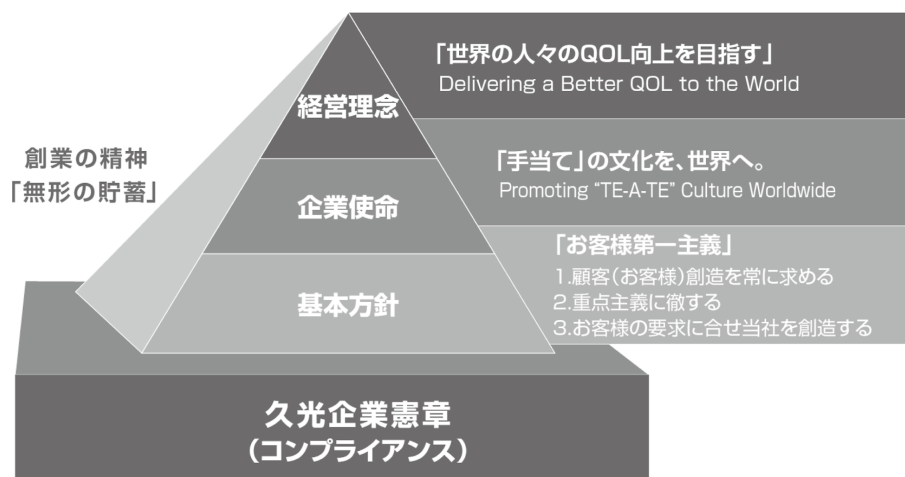 「世界の人々のQOL向上を目指す」
Delivering a Better QOL to the World
経営理念
創業の精神
「無形の貯蓄」
「手当て」の文化を、世界へ。
Promoting “TE-A-TE” Culture Worldwide
企業使命
「お客様第一主義」
1.顧客(お客様)創造を常に求める
2.重点主義に徹する
3.お客様の要求に合せ当社を創造する
基本方針
久光企業憲章
(コンプライアンス)